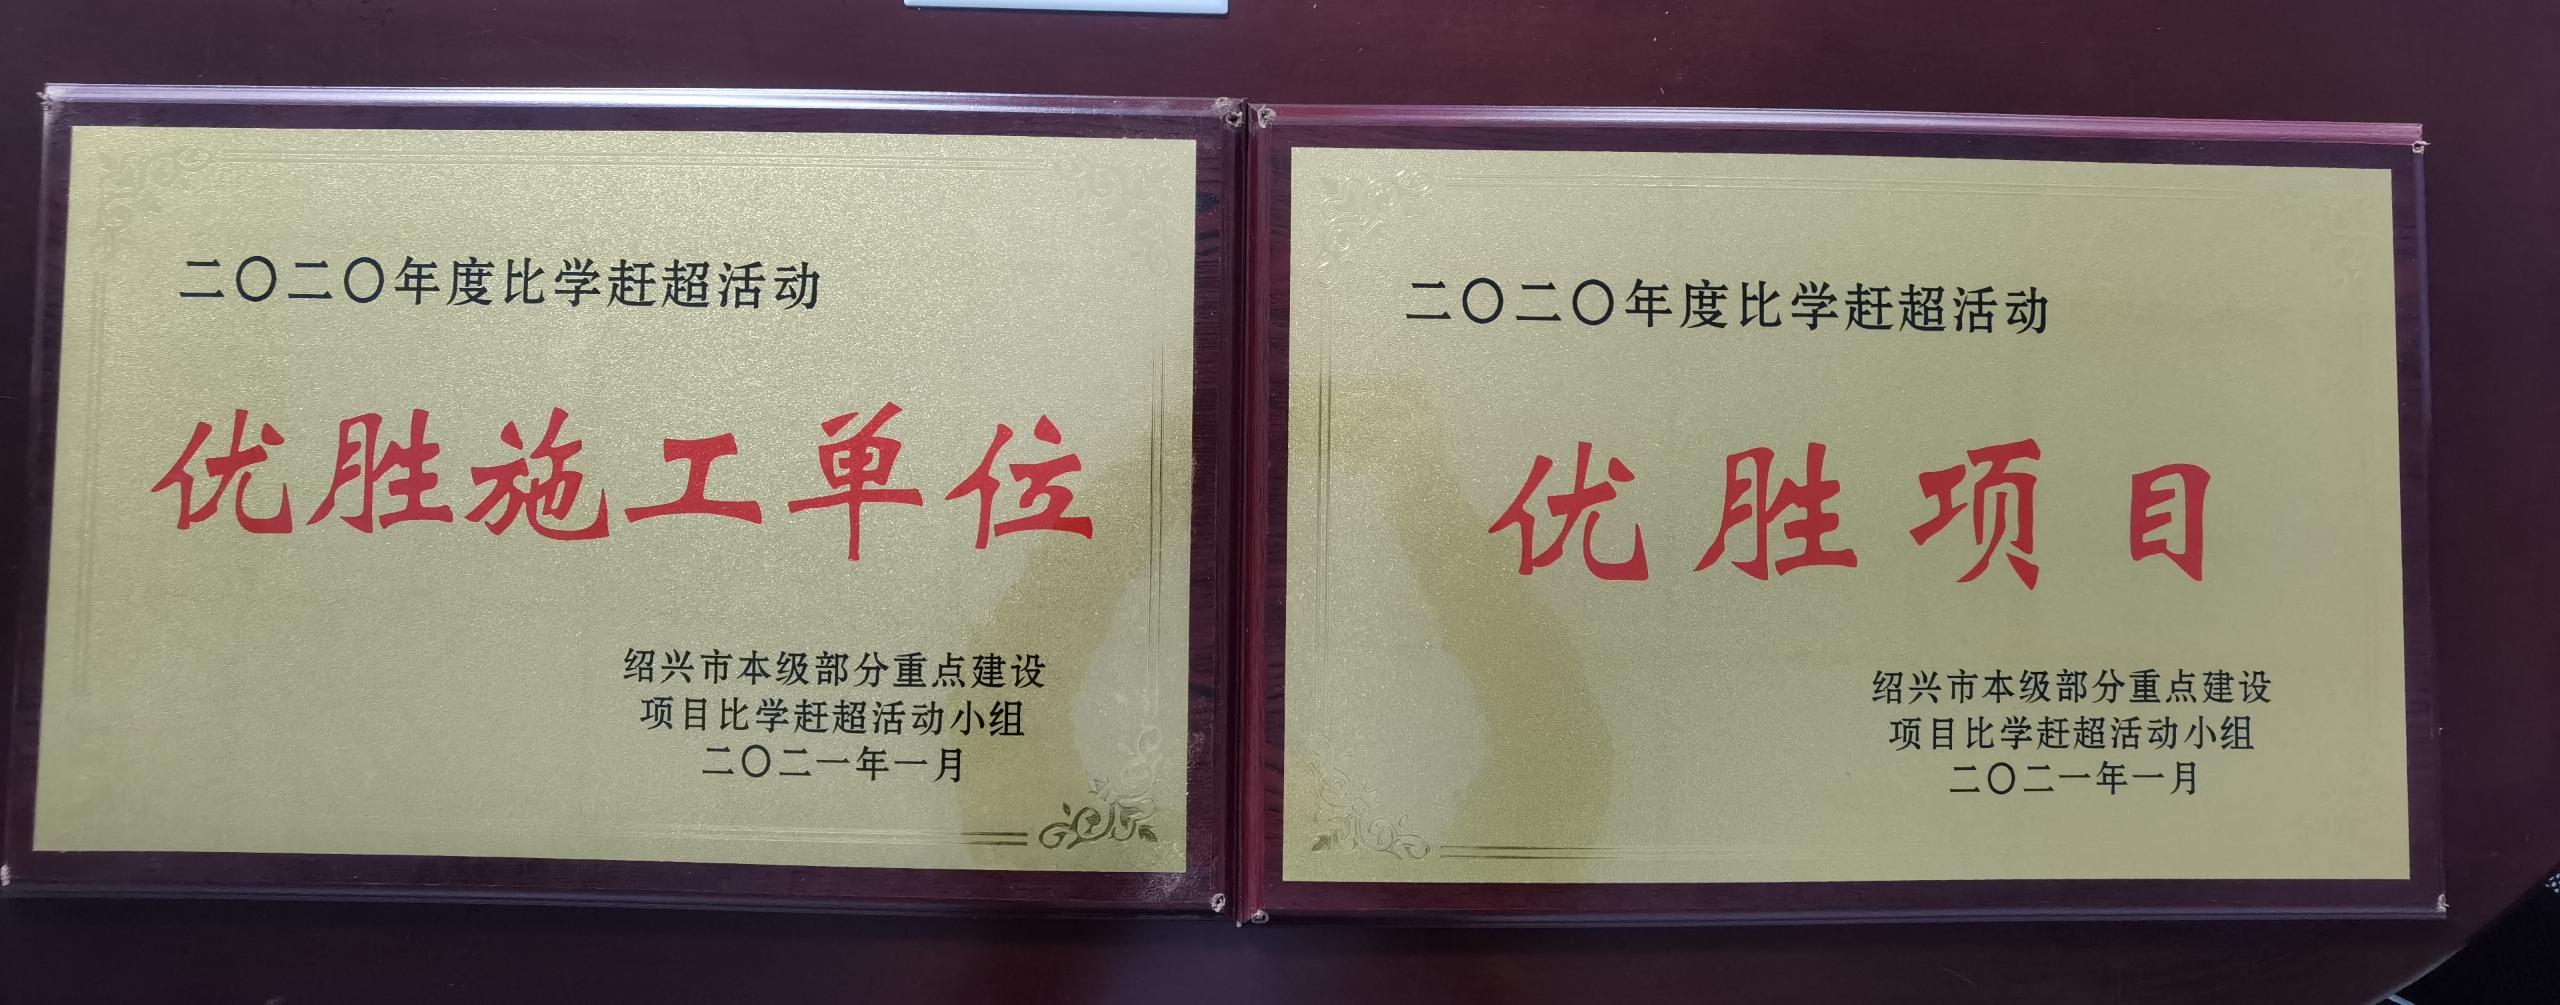 二〇二〇年度比学赶超活动
优胜施工单位
绍兴市本级部分重点建设
项目比学赶超活动小组
二〇二一年一月
二〇二〇年度比学赶超活动
优胜项目
绍兴市本级部分重点建设
项目比学赶超活动小组
二〇二一年一月